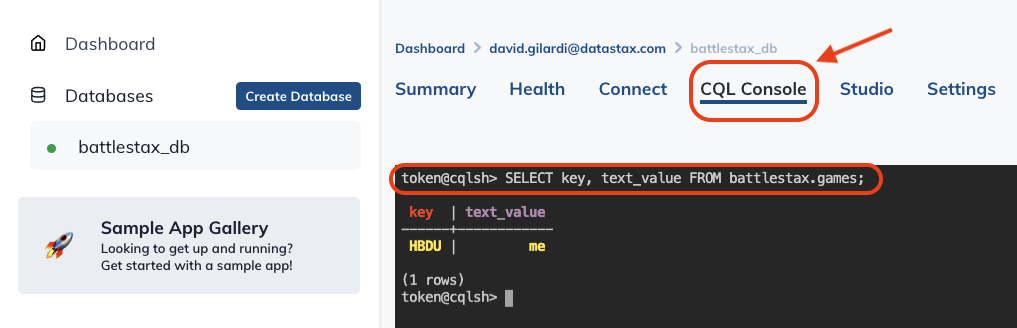 Dashboard
Databases
Create Database
battlestax_db
Sample App Gallery
Looking to get up and running?
Get started with a sample app!
Dashboard > david.gilardi@datastax.com > battlestax_db
Summary Health Connect CQL Console Studio Settings
token@cqlsh> SELECT key, text_value FROM battlestax.games;
key | text_value
------+------------
HBDU | me
(1 rows)
token@cqlsh>